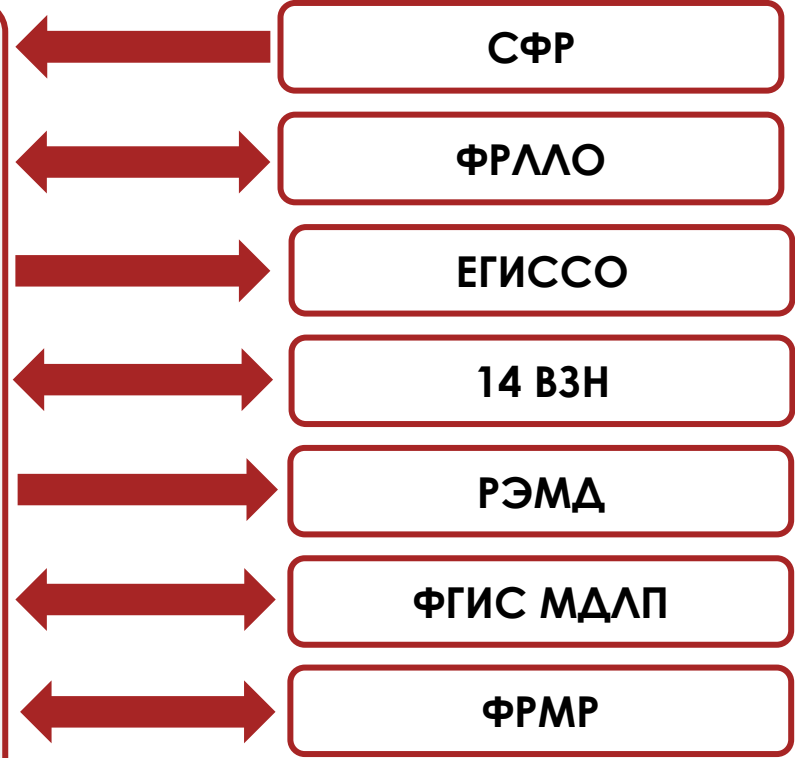 СФР
ФРЛЛО
ЕГИССО
14 ВЗН
РЭМД
ФГИС МДЛП
ФРМР